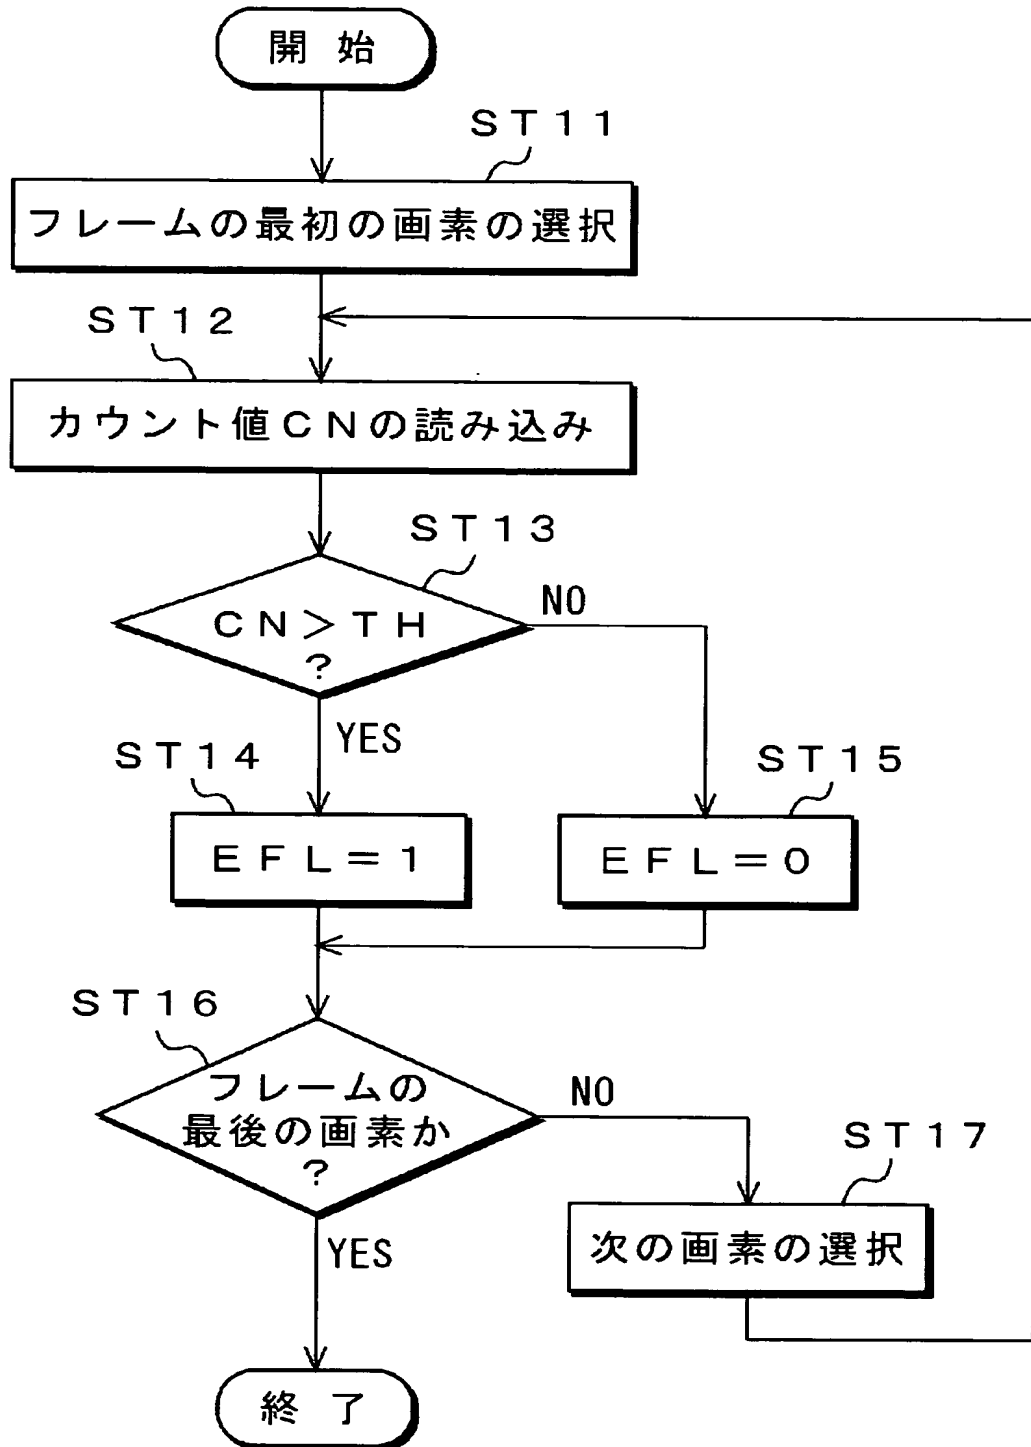 開始
ST11
フレームの最初の画素の選択
ST12
カウント値CNの読み込み
ST13
CN>TH
?
NO
YES
ST14
EFL=1
ST15
EFL=0
ST16
フレームの
最後の画素か
?
NO
YES
ST17
次の画素の選択
終了